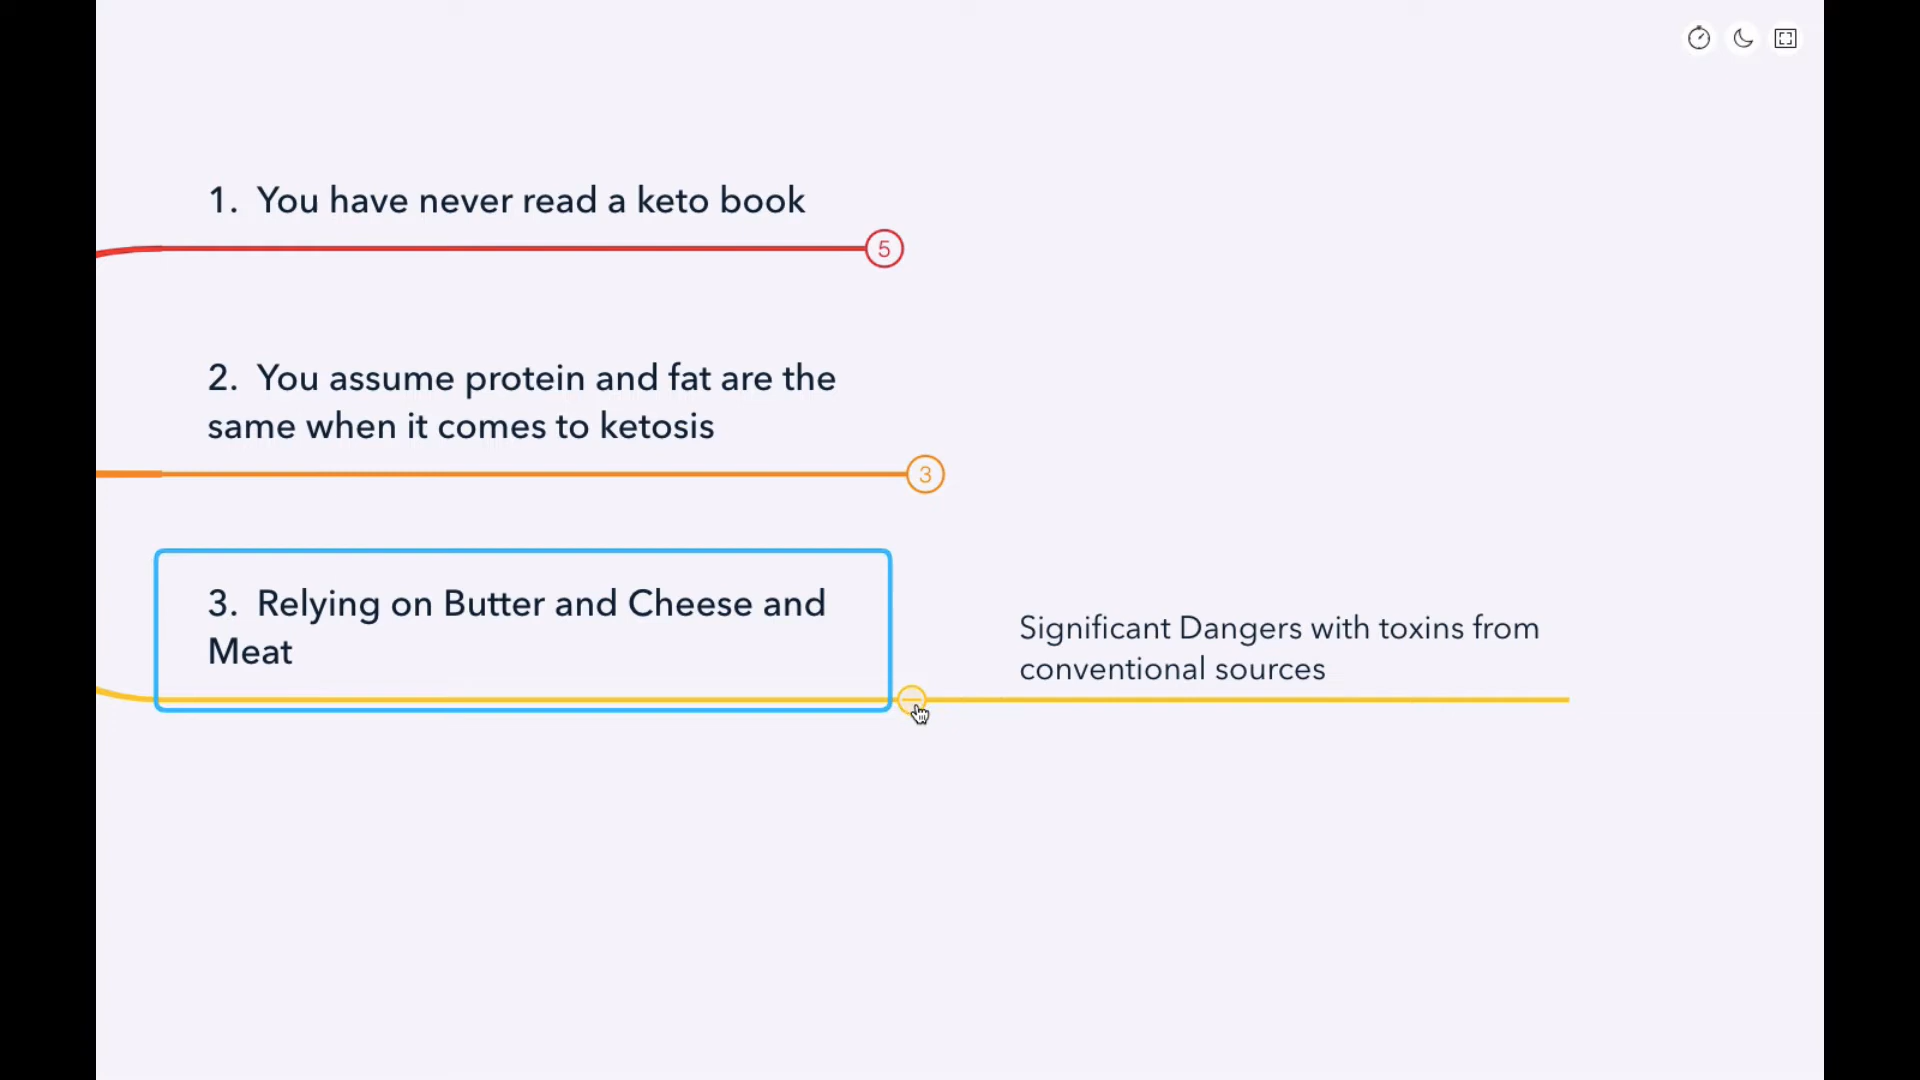 1. You have never read a keto book
5
2. You assume protein and fat are the
same when it comes to ketosis
3
3. Relying on Butter and Cheese and
Meat
Significant Dangers with toxins from
conventional sources